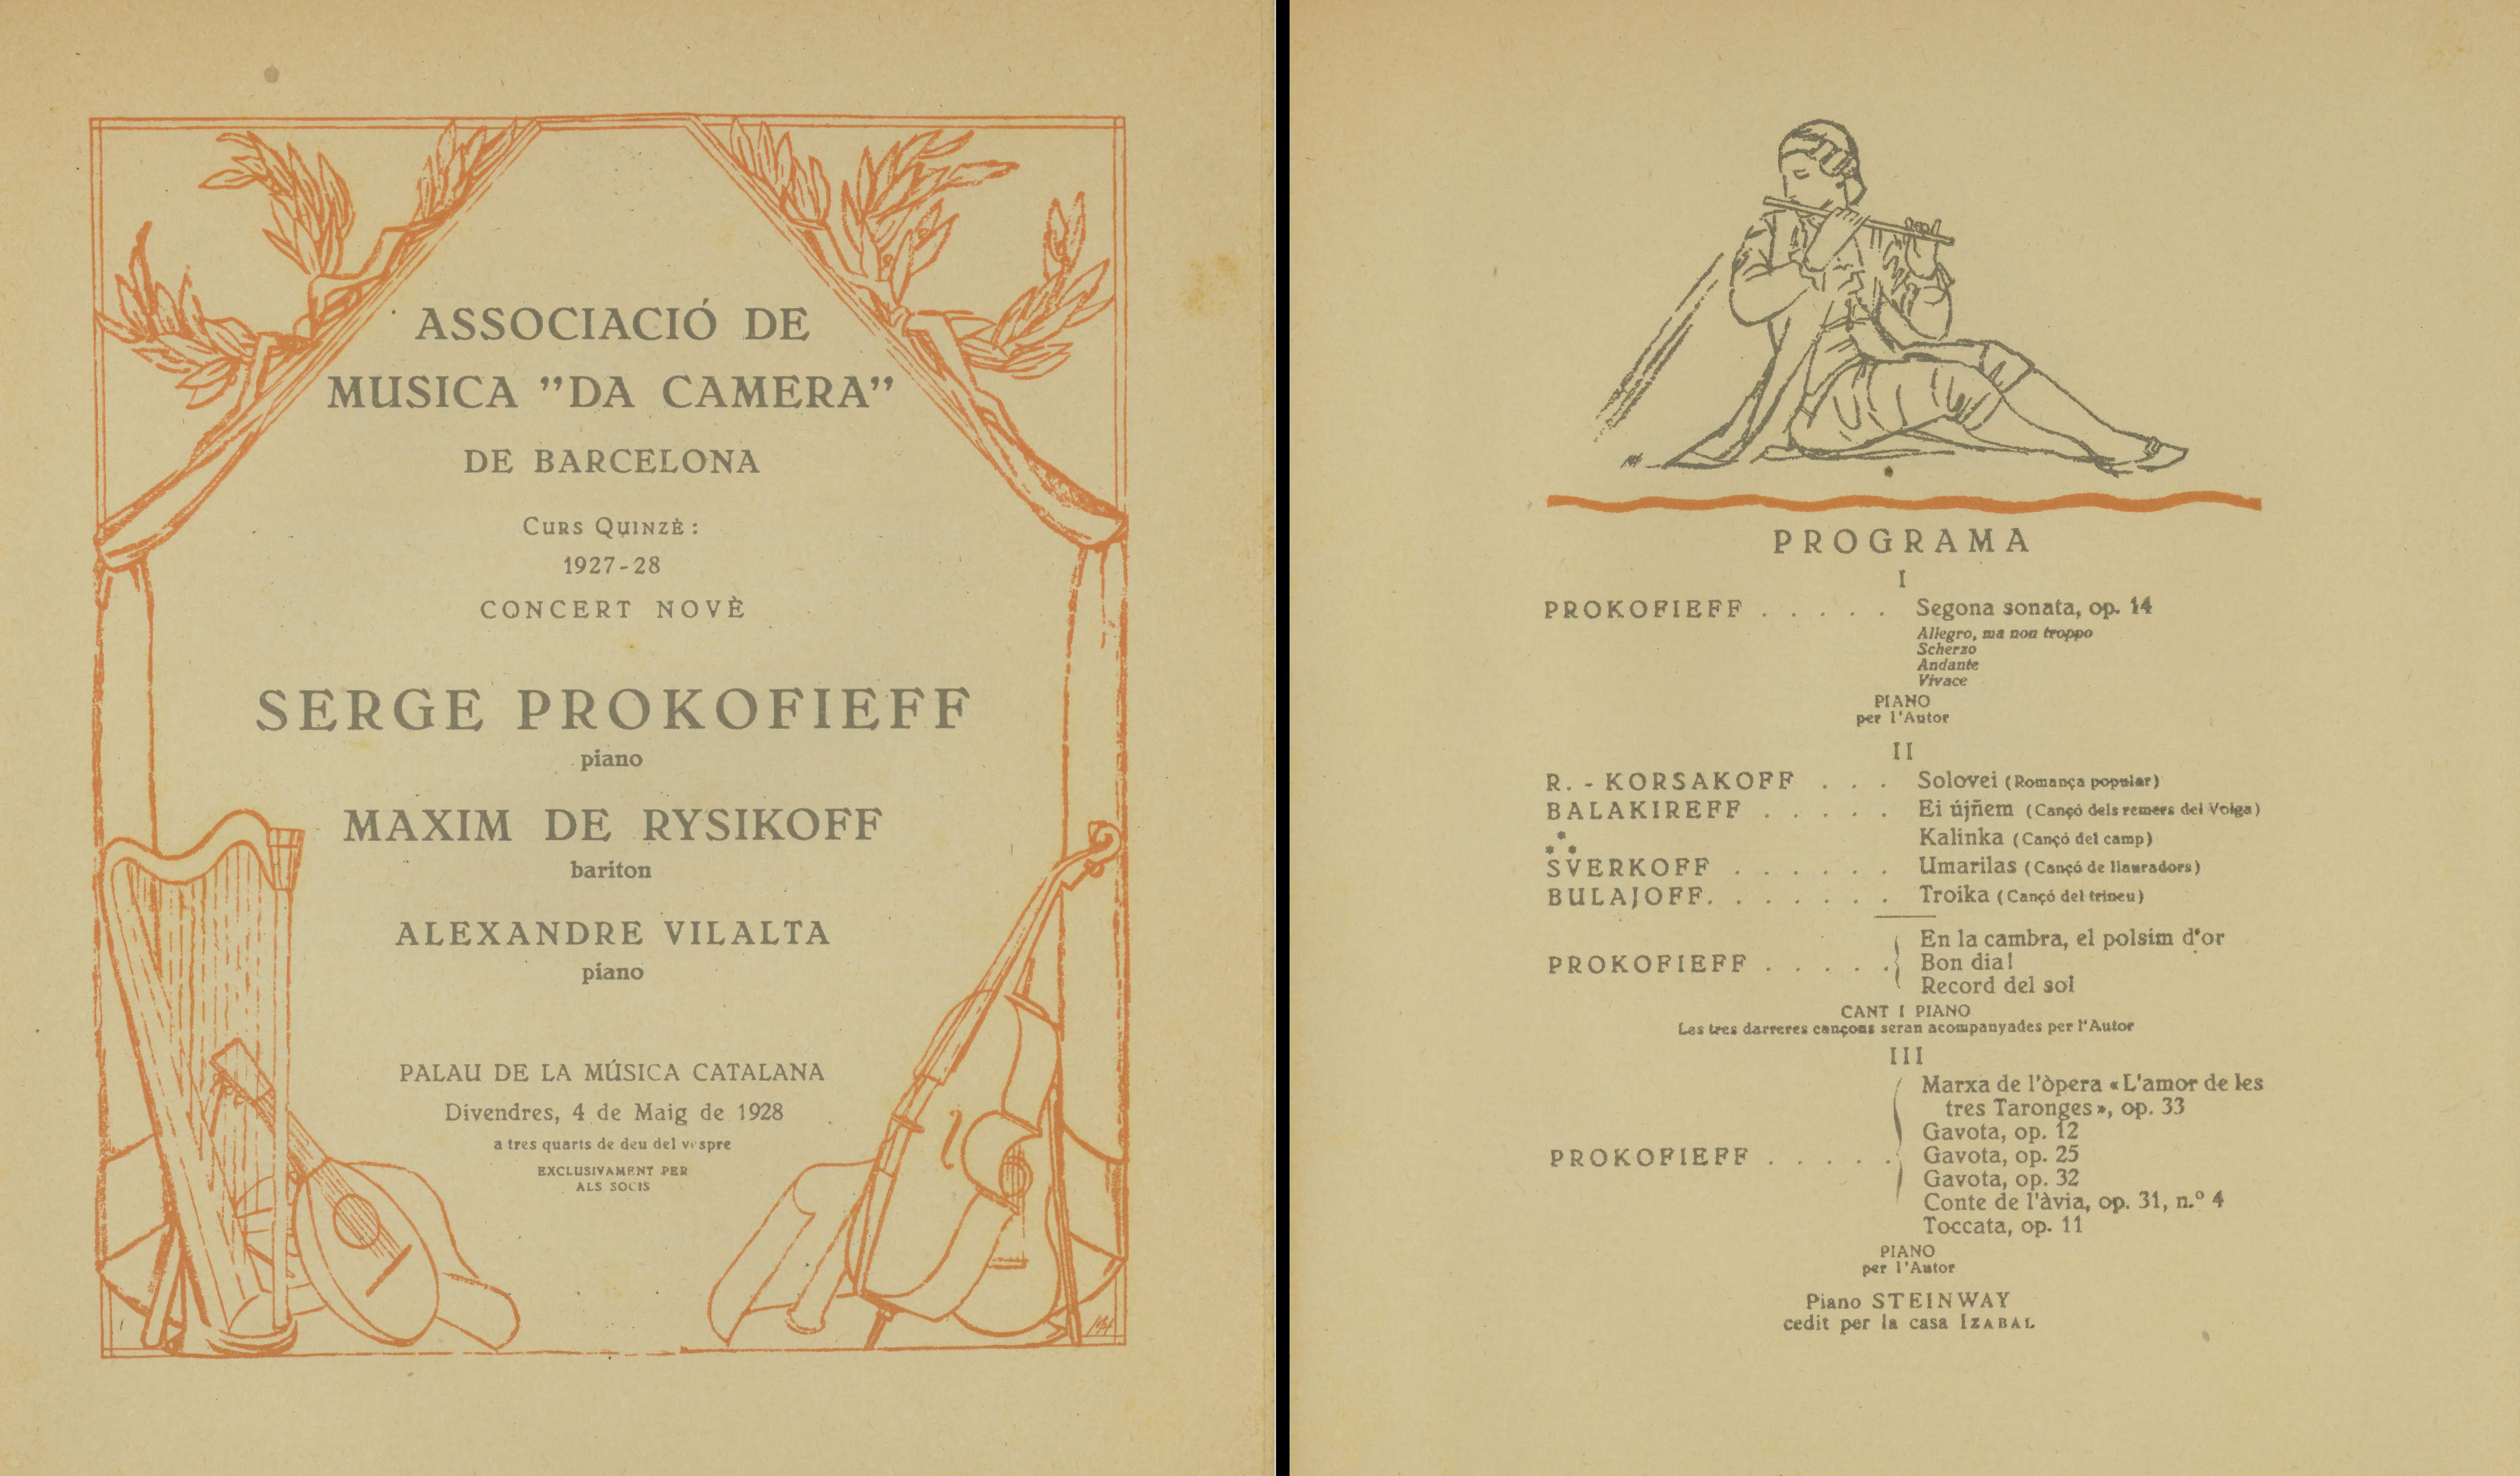 ASSOCIACIÓ DE
MUSICA "DA CAMERA"
DE BARCELONA
CURS QUINZÈ:
1927-28
CONCERT NOVÈ
SERGE PROKOFIEFF
piano
MAXIM DE RYSIKOFF
bariton
ALEXANDRE VILALTA
piano
PALAU DE LA MÚSICA CATALANA
Divendres, 4 de Maig de 1928
a tres quarts de deu del vespre
EXCLUSIVAMENT PER
ALS SOCIS
PROGRAMA
I
PROKOFIEFF . . . . . Segona sonata, op. 14
Allegro, ma non troppo
Scherzo
Andante
Vivace
PIANO
per l'Autor
II
R. - KORSAKOFF . . . Solovei (Romança popular)
BALAKIREFF . . . . . Ei újñem (Cançó dels remers del Volga)
* * * Kalinka (Cançó del camp)
SVERKOFF . . . . . . Umarilas (Cançó de llauradors)
BULAJOFF. . . . . . . Troika (Cançó del trineu)
En la cambra, el polsim d'or
PROKOFIEFF . . . . . Bon dia!
Record del sol
CANT I PIANO
Les tres darreres cançons seran acompanyades per l'Autor
III
Marxa de l'òpera «L'amor de les
tres Taronges», op. 33
Gavota, op. 12
PROKOFIEFF . . . . . Gavota, op. 25
Gavota, op. 32
Conte de l'àvia, op. 31, n.º 4
Toccata, op. 11
PIANO
per l'Autor
Piano STEINWAY
cedit per la casa IZABAL